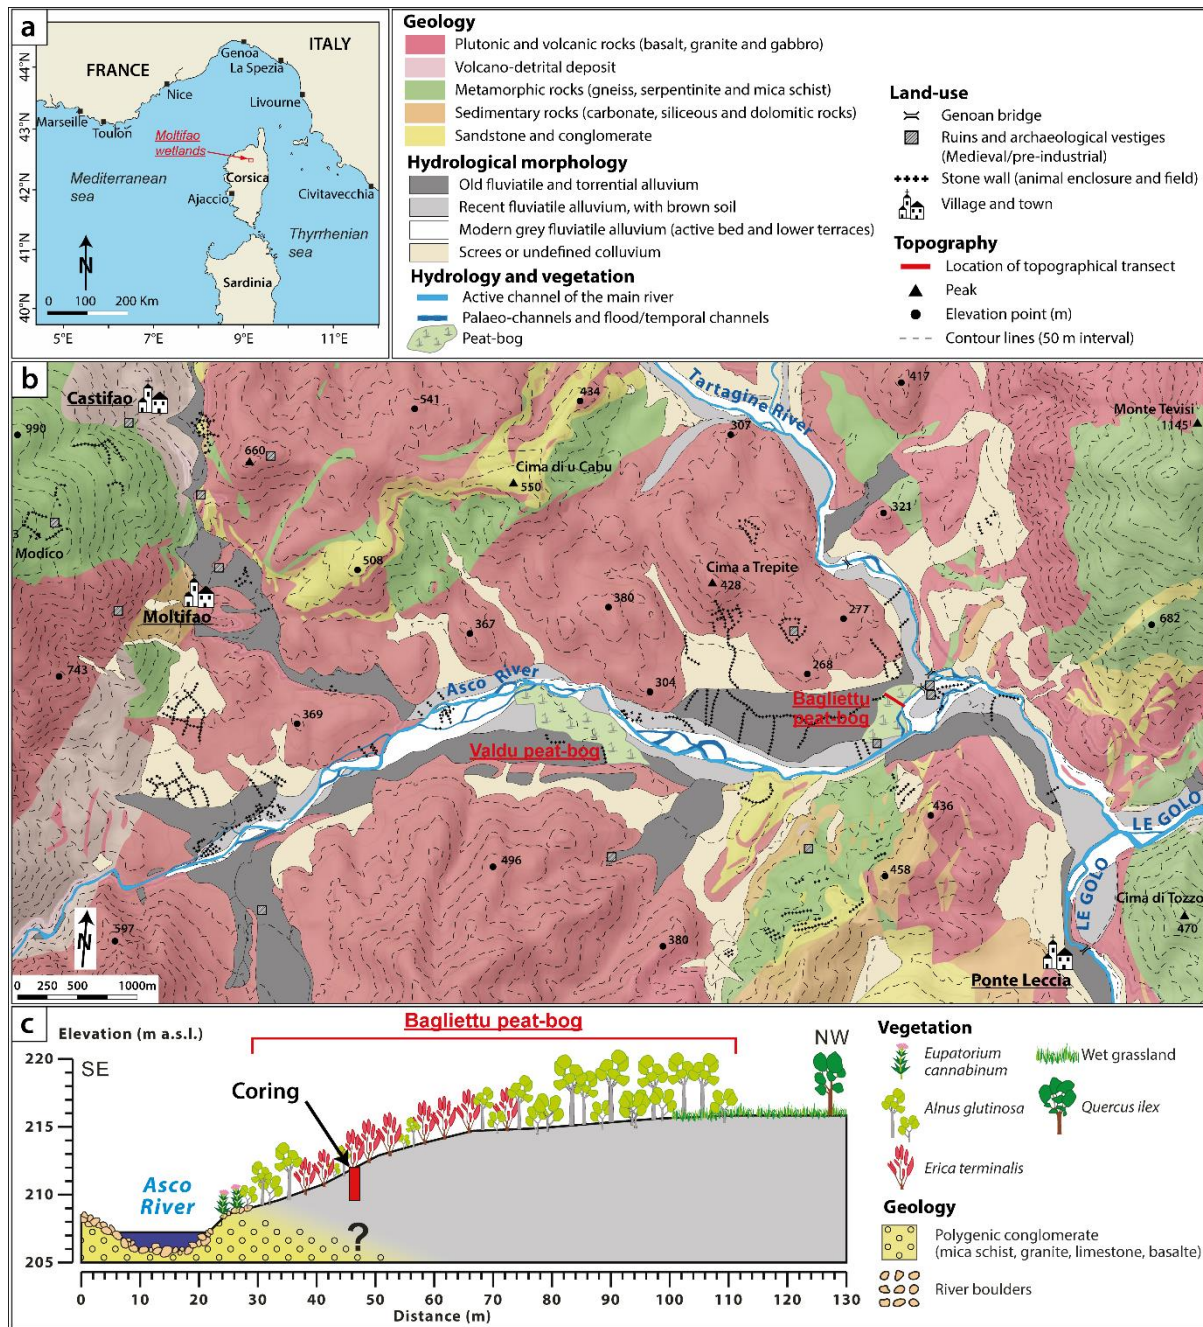 a
ITALY
FRANCE
Genoa
La Spezia
Nice
Livourne
Marseille
Toulon
Moltifao
wetlands
Corsica
Mediterranean
sea
Ajaccio
Civitavecchia
Thyrrhenian
sea
Sardinia
N
0 100 200 Km
44°N
43°N
42°N
41°N
40°N
5°E 7°E 9°E 11°E
Geology
Plutonic and volcanic rocks (basalt, granite and gabbro)
Volcano-detrital deposit
Metamorphic rocks (gneiss, serpentinite and mica schist)
Sedimentary rocks (carbonate, siliceous and dolomitic rocks)
Sandstone and conglomerate
Hydrological morphology
Old fluviatile and torrential alluvium
Recent fluviatile alluvium, with brown soil
Modern grey fluviatile alluvium (active bed and lower terraces)
Screes or undefined colluvium
Hydrology and vegetation
Active channel of the main river
Palaeo-channels and flood/temporal channels
Peat-bog
Land-use
Genoan bridge
Ruins and archaeological vestiges
(Medieval/pre-industrial)
Stone wall (animal enclosure and field)
Village and town
Topography
Location of topographical transect
Peak
Elevation point (m)
Contour lines (50 m interval)
b
Castifao
990
660
541
434
307
Tartagine River
417
Monte Tevisi
1145
Cima di u Cabu
550
321
3
Modico
508
Cima a Trepite
428
Moltifao
380
367
277
682
743
268
304
Asco River
369
Bagliettu
peat-bog
Valdu peat-bog
436
LE GOLO
496
458
LE GOLO
Cima di Tozzo
470
597
380
N
Ponte Leccia
0 250 500 1000m
c
Elevation (m a.s.l.)
Bagliettu peat-bog
220
215
210
205
SE
NW
Coring
Asco
River
?
0 10 20 30 40 50 60 70 80 90 100 110 120 130
Distance (m)
Vegetation
Eupatorium
cannabinum
Wet grassland
Alnus glutinosa
Quercus ilex
Erica terminalis
Geology
Polygenic conglomerate
(mica schist, granite, limestone, basalte)
River boulders